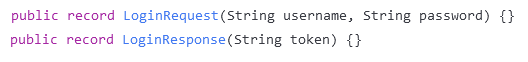 public record LoginRequest(String username, String password) {}
public record LoginResponse(String token) {}